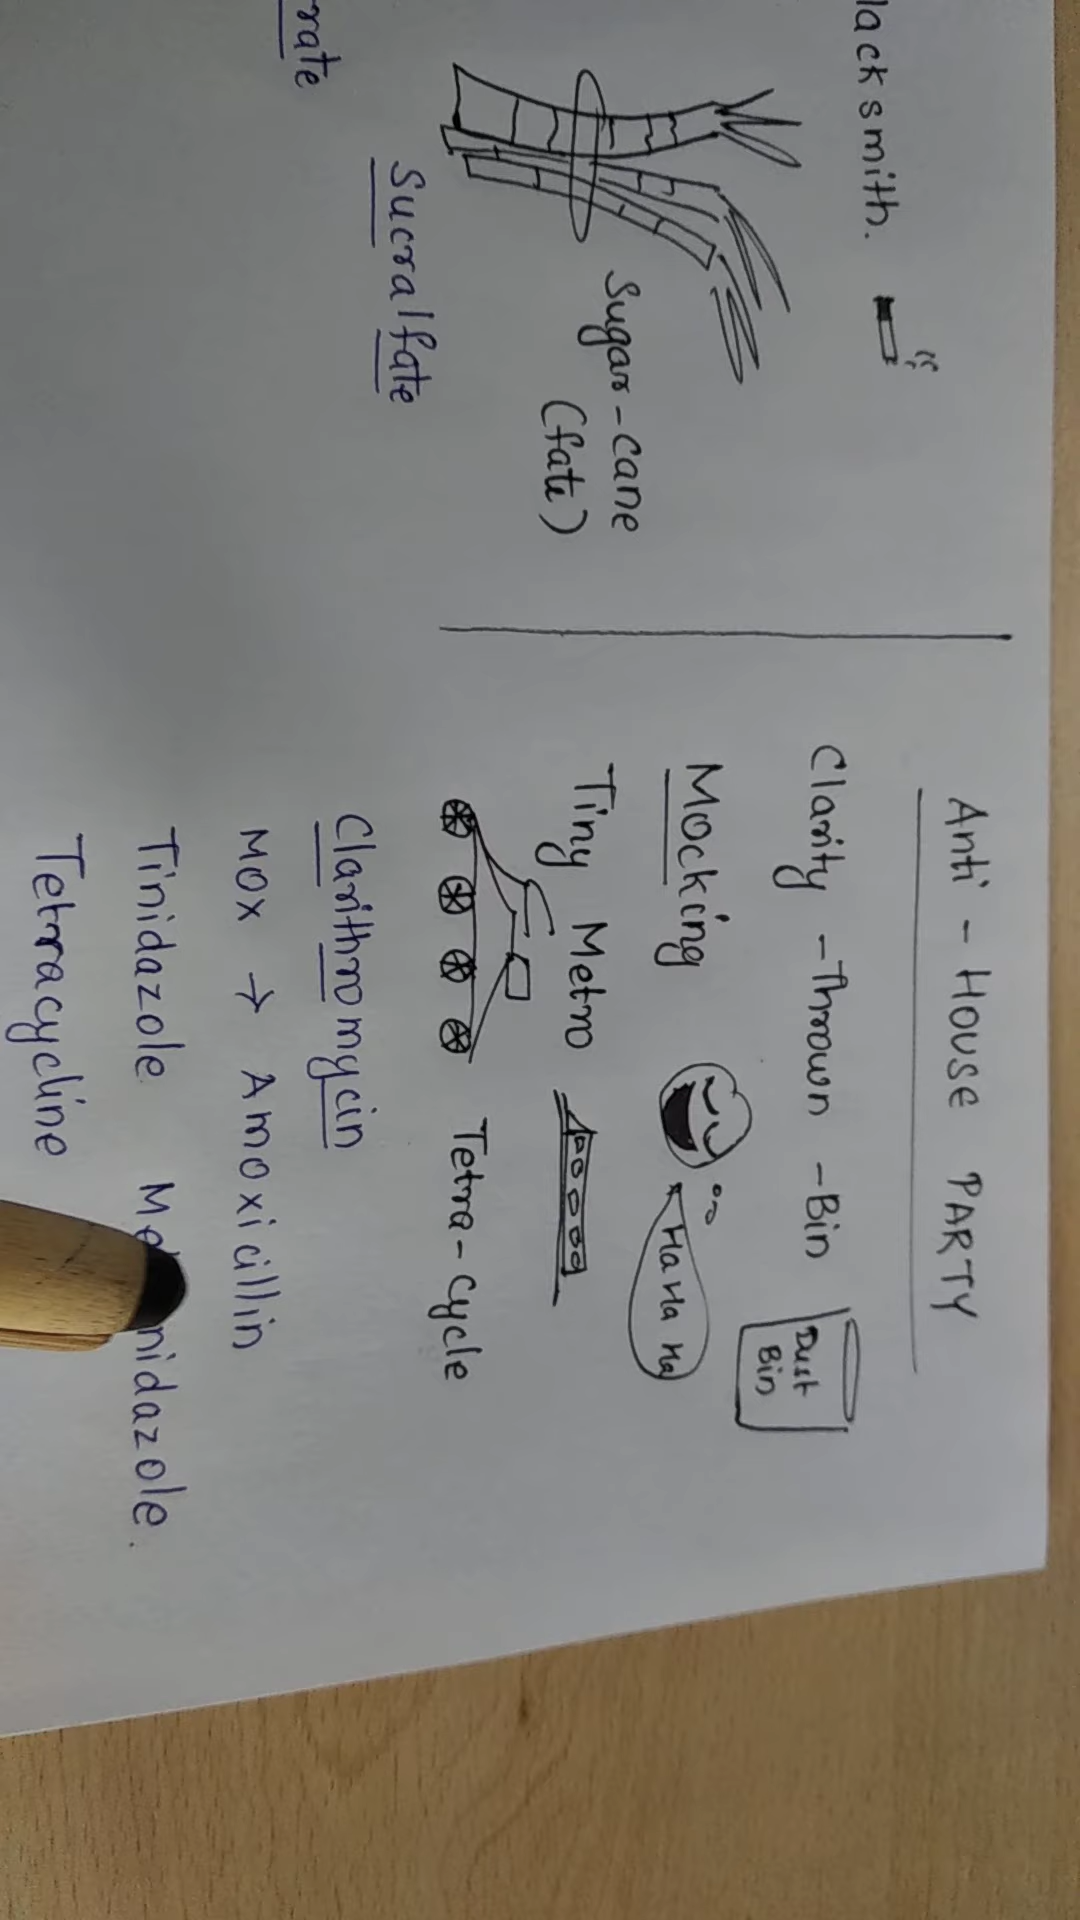 lacksmith.
Sugar-cane
(fate)
Sucralfate
rate
Anti-House PARTY
Clarity -Thrown -Bin
Dust
Bin
Mocking
Ha Ha Ha
Tiny Metro
Tetra-cycle
Clarithromycin
MOX → Amoxicillin
Tinidazole Me nidazole.
Tetracycline